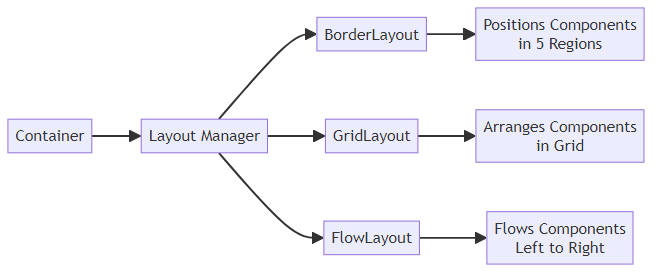 Container
Layout Manager
BorderLayout
Positions Components
in 5 Regions
GridLayout
Arranges Components
in Grid
FlowLayout
Flows Components
Left to Right